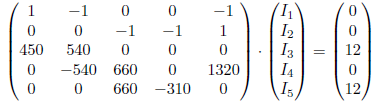 1 −1 0 0 −1 I₁ 0
0 0 −1 −1 1 I₂ 0
450 540 0 0 0 · I₃ = 12
0 −540 660 0 1320 I₄ 0
0 0 660 −310 0 I₅ 12